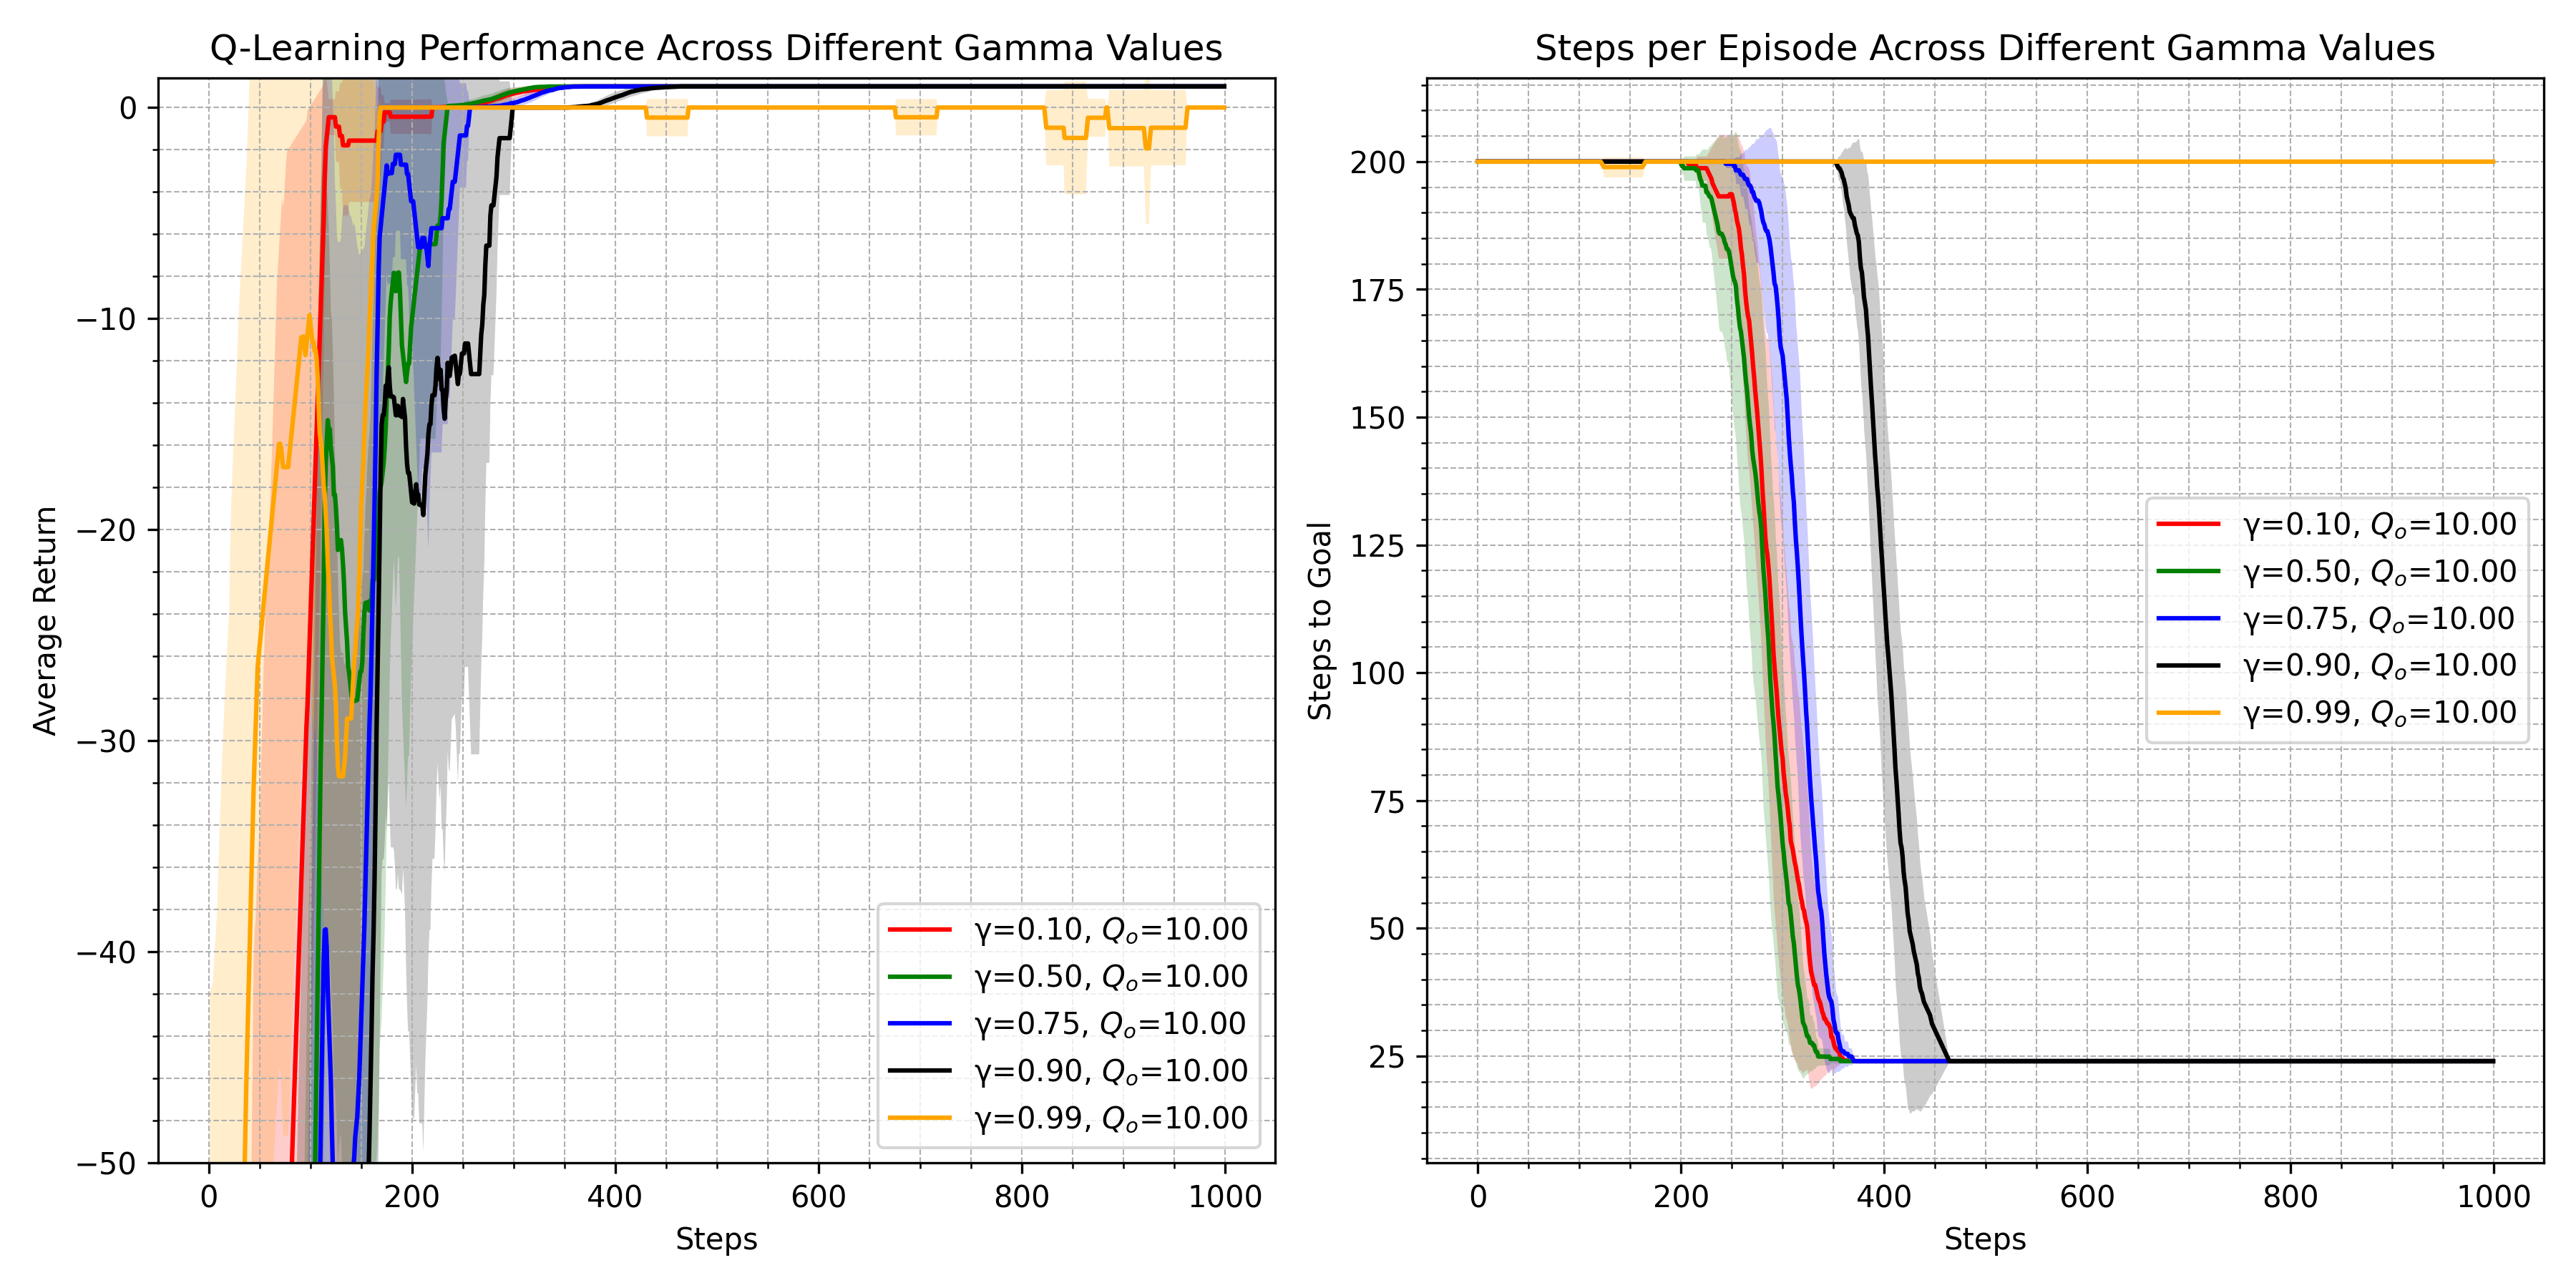 Q-Learning Performance Across Different Gamma Values
Average Return
0
−10
−20
−30
−40
−50
0 200 400 600 800 1000
Steps
γ=0.10, Qₒ=10.00
γ=0.50, Qₒ=10.00
γ=0.75, Qₒ=10.00
γ=0.90, Qₒ=10.00
γ=0.99, Qₒ=10.00
Steps per Episode Across Different Gamma Values
Steps to Goal
200
175
150
125
100
75
50
25
0 200 400 600 800 1000
Steps
γ=0.10, Qₒ=10.00
γ=0.50, Qₒ=10.00
γ=0.75, Qₒ=10.00
γ=0.90, Qₒ=10.00
γ=0.99, Qₒ=10.00